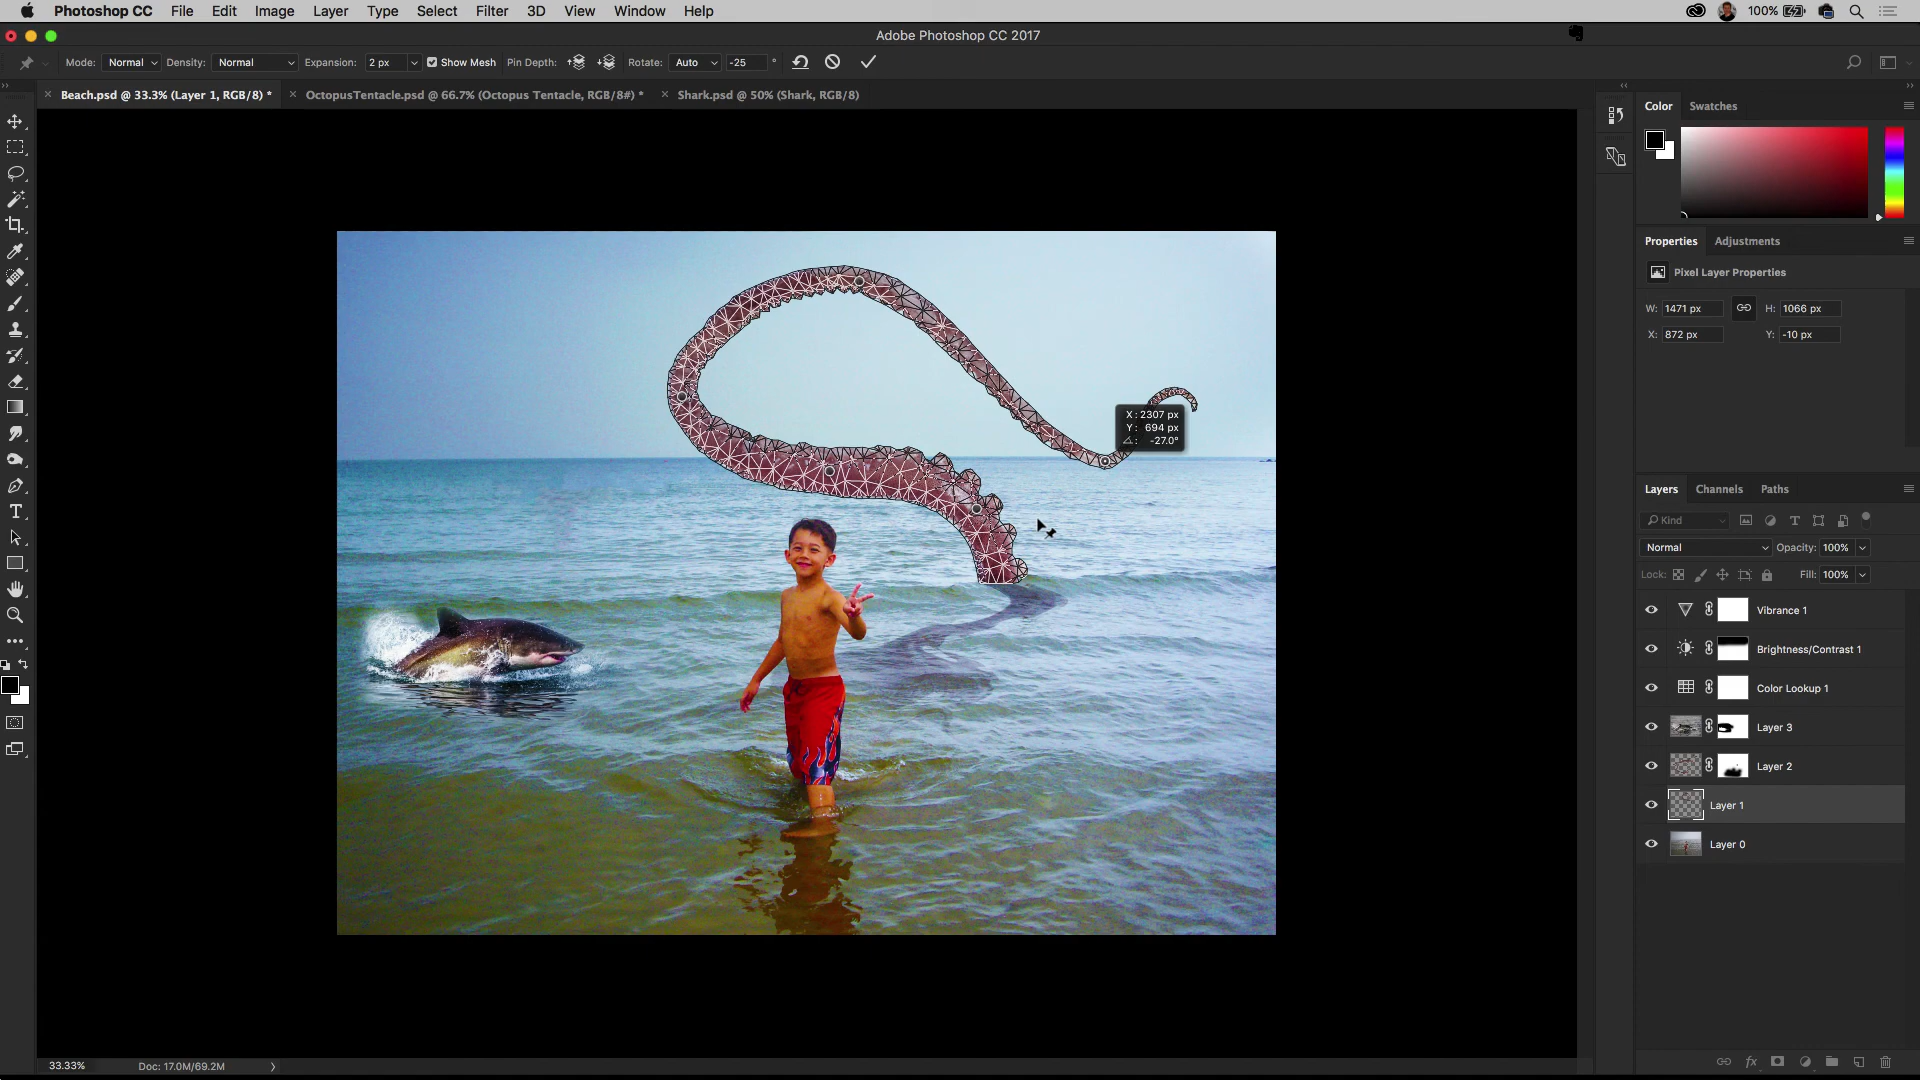 Photoshop CC File Edit Image Layer Type Select Filter 3D View Window Help 100%
Adobe Photoshop CC 2017
Mode: Normal Density: Normal Expansion: 2 px Show Mesh Pin Depth: Rotate: Auto -25 °
Beach.psd @ 33.3% (Layer 1, RGB/8) * OctopusTentacle.psd @ 66.7% (Octopus Tentacle, RGB/8#) * Shark.psd @ 50% (Shark, RGB/8)
Color Swatches
Properties Adjustments
Pixel Layer Properties
W: 1471 px H: 1066 px
X: 872 px Y: -10 px
X: 2307 px
Y: 694 px
: -27.0°
Layers Channels Paths
Kind
Normal Opacity: 100%
Lock: Fill: 100%
Vibrance 1
Brightness/Contrast 1
Color Lookup 1
Layer 3
Layer 2
Layer 1
Layer 0
T
fx
33.33% Doc: 17.0M/69.2M